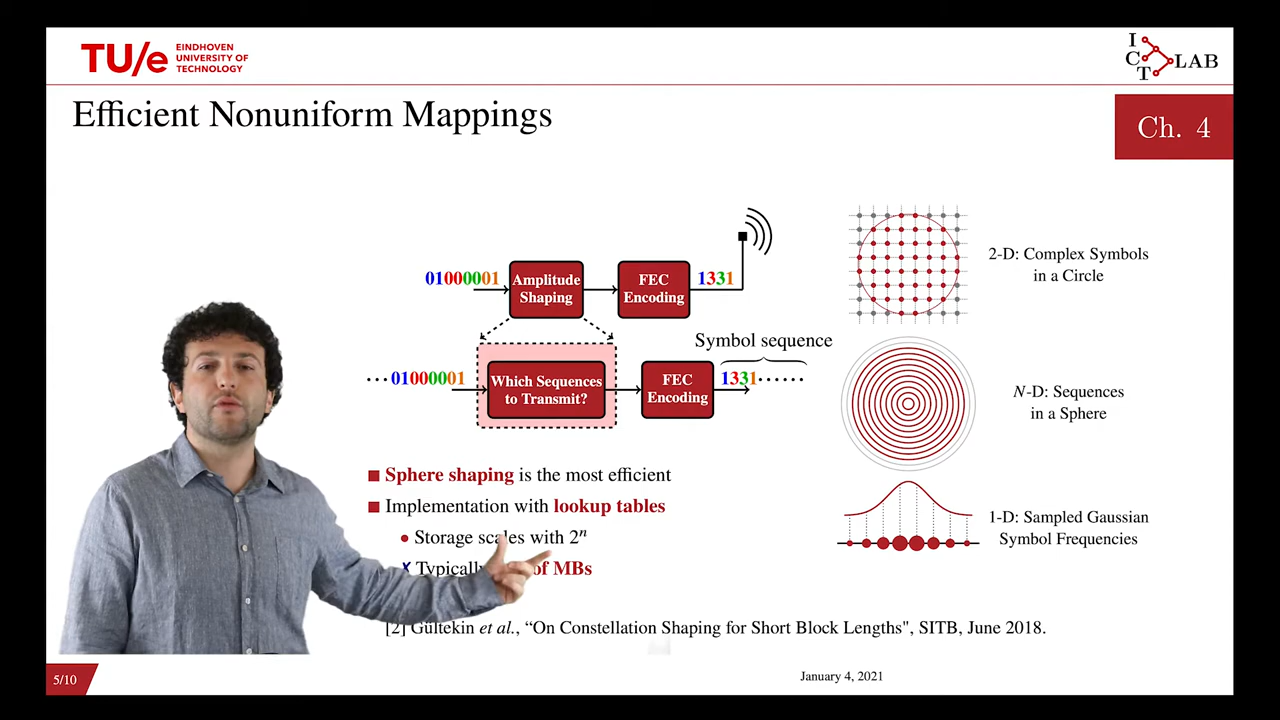 TU/e EINDHOVEN
UNIVERSITY OF
TECHNOLOGY
I
C LAB
T
Efficient Nonuniform Mappings
Ch. 4
01000001
Amplitude
Shaping
FEC
Encoding
1331
2-D: Complex Symbols
in a Circle
Symbol sequence
···01000001
Which Sequences
to Transmit?
FEC
Encoding
1331······
N-D: Sequences
in a Sphere
■ Sphere shaping is the most efficient
■ Implementation with lookup tables
• Storage scales with 2ⁿ
✗ Typically of MBs
1-D: Sampled Gaussian
Symbol Frequencies
[2] Gültekin et al., “On Constellation Shaping for Short Block Lengths", SITB, June 2018.
5/10
January 4, 2021